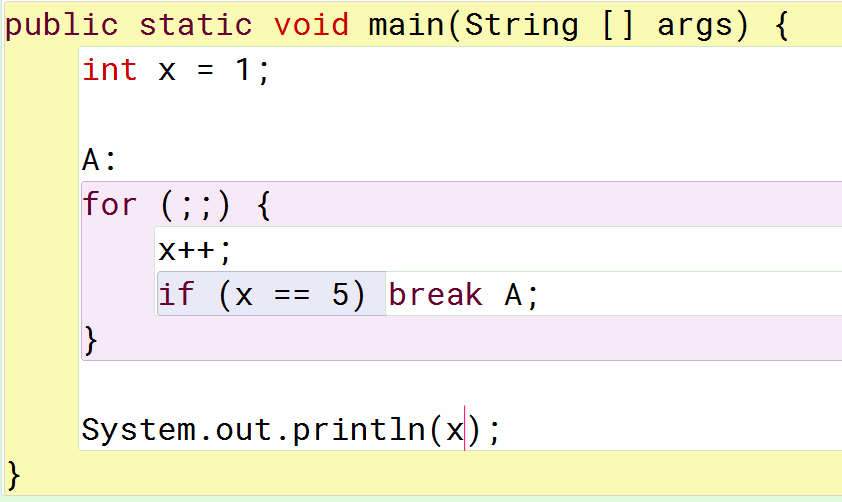 public static void main(String [] args) {
int x = 1;
A:
for (;;) {
x++;
if (x == 5) break A;
}
System.out.println(x);
}